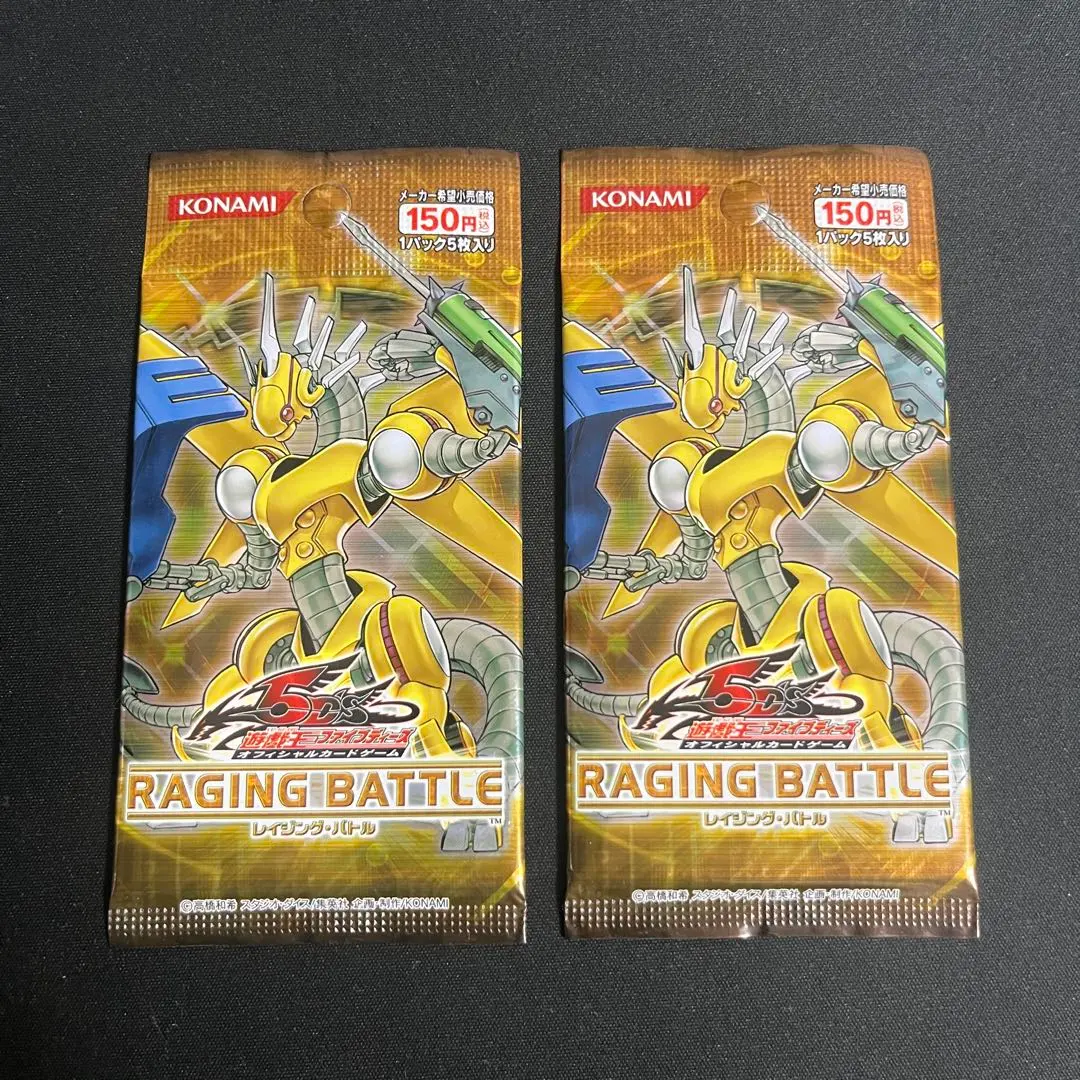 KONAMI
メーカー希望小売価格
150円(税込)
1パック5枚入り
5D's
遊戯王ファイブディーズ
オフィシャルカードゲーム
RAGING BATTLE
TM
レイジング・バトル
©高橋和希 スタジオ・ダイス/集英社 企画・制作/KONAMI
KONAMI
メーカー希望小売価格
150円(税込)
1パック5枚入り
5D's
遊戯王ファイブディーズ
オフィシャルカードゲーム
RAGING BATTLE
TM
レイジング・バトル
©高橋和希 スタジオ・ダイス/集英社 企画・制作/KONAMI